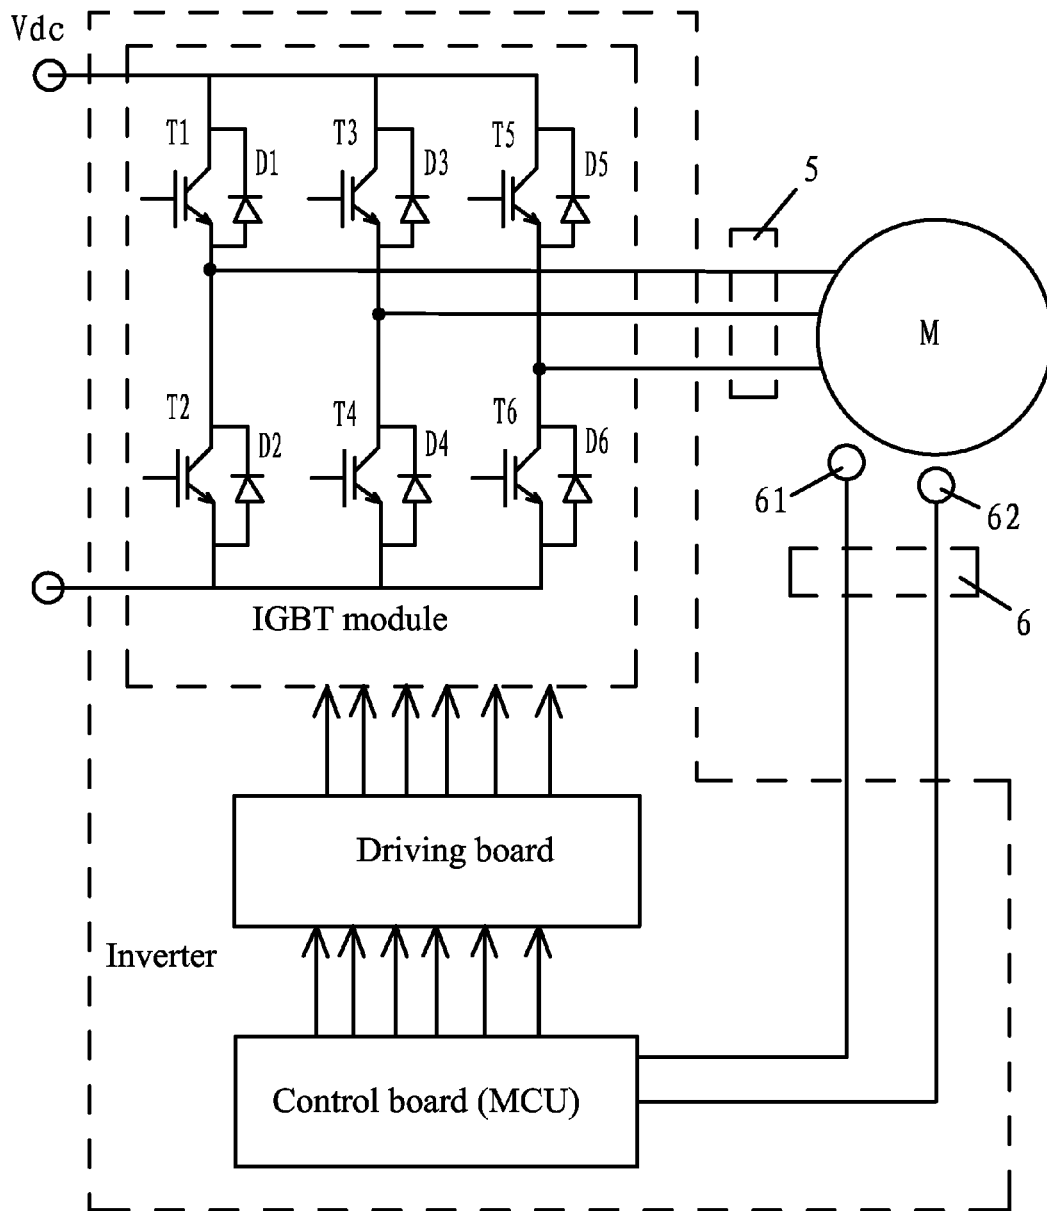 Vdc
T1
D1
T3
D3
T5
D5
5
M
T2
D2
T4
D4
T6
D6
61
62
6
IGBT module
Driving board
Inverter
Control board (MCU)